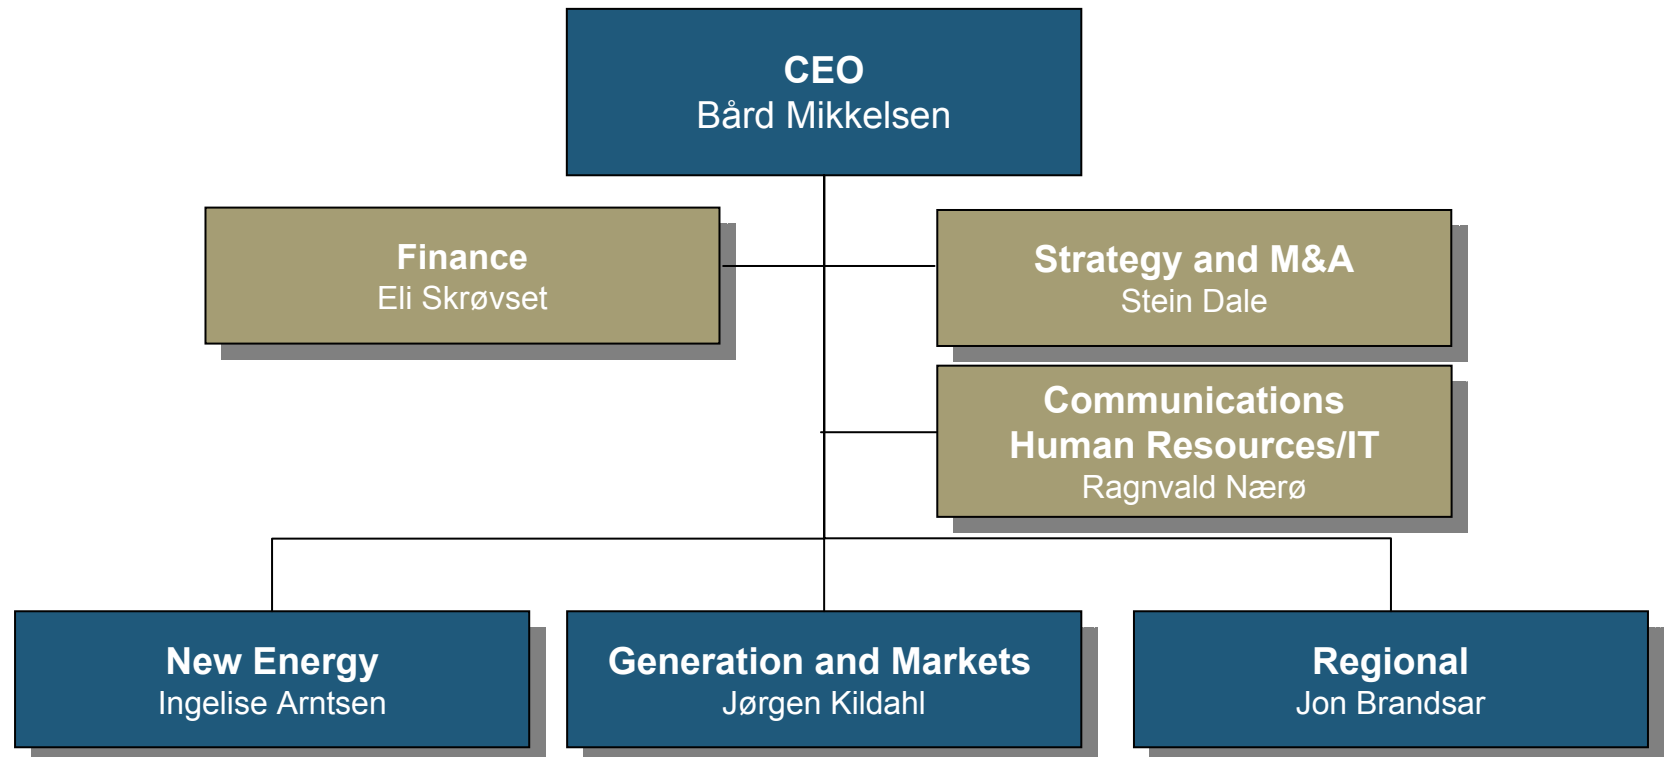 CEO
Bård Mikkelsen
Finance
Eli Skrøvset
Strategy and M&A
Stein Dale
Communications
Human Resources/IT
Ragnvald Nærø
New Energy
Ingelise Arntsen
Generation and Markets
Jørgen Kildahl
Regional
Jon Brandsar